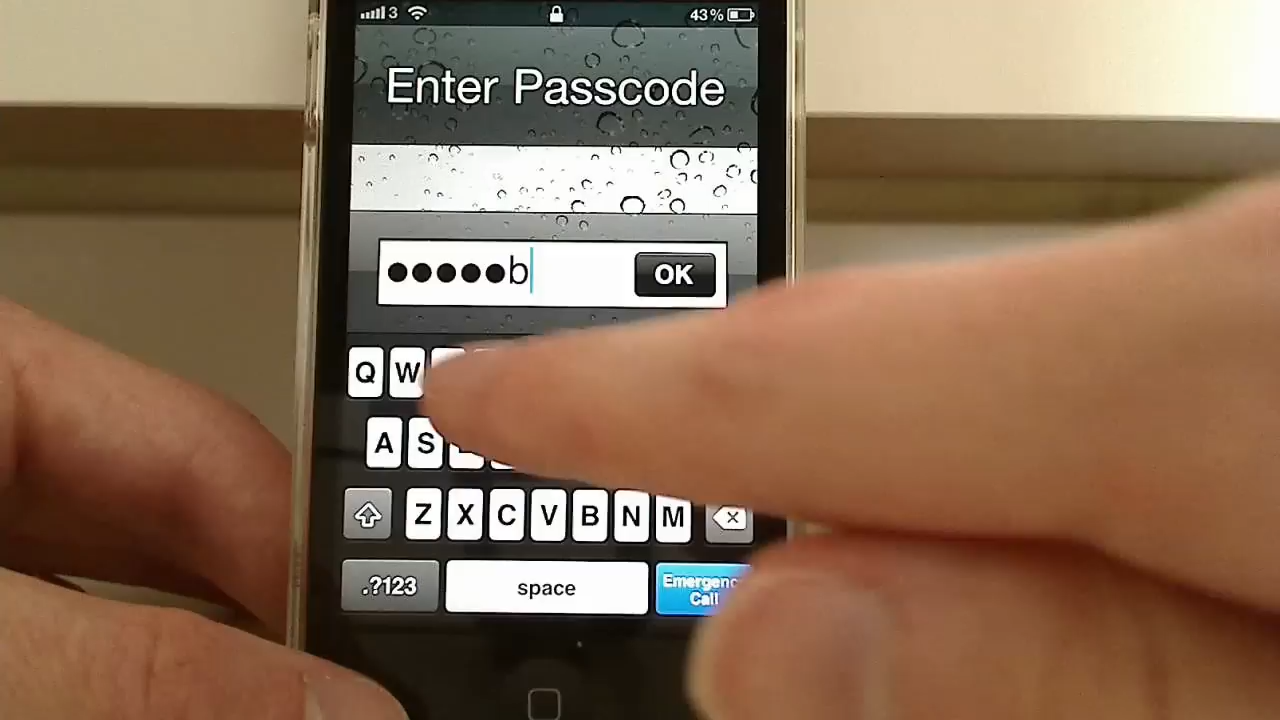 3 43%
Enter Passcode
●●●●●b OK
Q W
A S
Z X C V B N M
.?123 space Emergency
Call